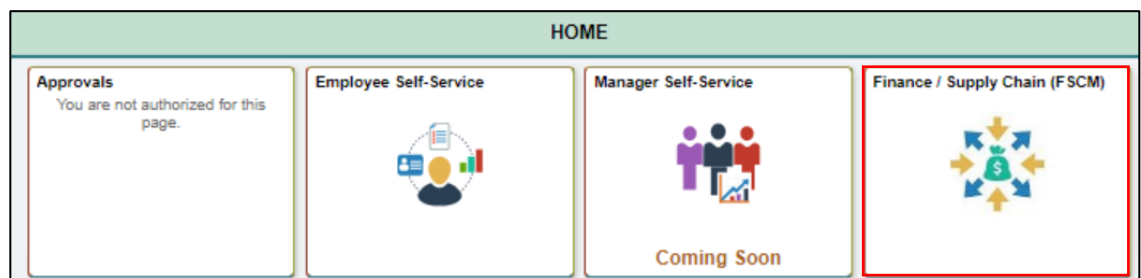 HOME
Approvals
You are not authorized for this
page.
Employee Self-Service
Manager Self-Service
Coming Soon
Finance / Supply Chain (FSCM)
$